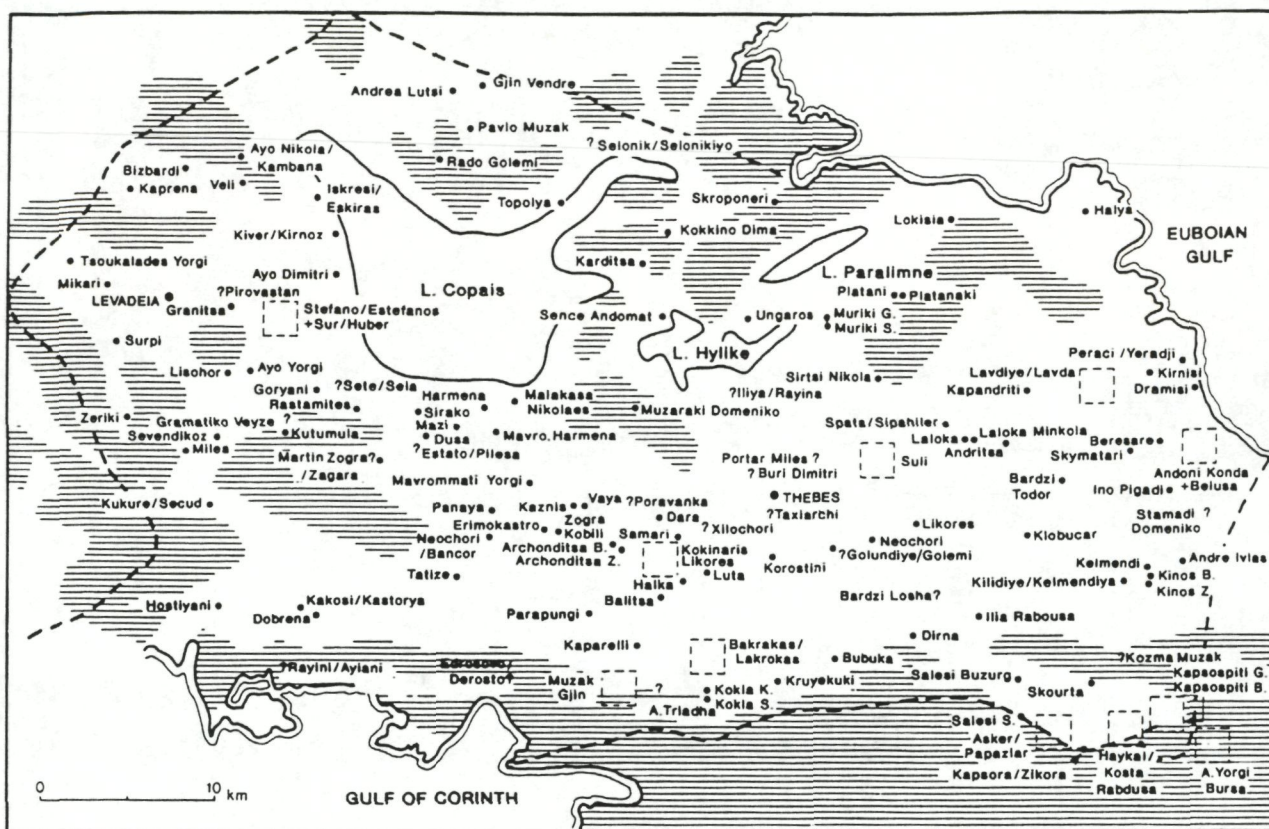 Gjin Vendre
Andrea Lutsi
Pavlo Muzak
? Selonik/Selonikiyo
Ayo Nikola/
Kambana
Rado Golemi
Bizbardi
Kaprena
Veli
Iskresi/
Eskiras
Topolya
Skroponeri
Halya
Lokisia
Kokkino Dima
EUBOIAN
GULF
Kiver/Kirnoz
Tsoukalades Yorgi
Karditsa
Ayo Dimitri
L. Copais
L. Paralimne
Mikari
?Pirovastan
LEVADEIA
Granitsa
Stefano/Estefanos
+Sur/Huber
Platani
Platanaki
Sence Andomat
Ungaros
Muriki G.
Muriki S.
Surpi
L. Hylike
Peraci/Yeradji
Lisohor
Ayo Yorgi
Lavdiye/Lavda
Kirnisi
Goryani
?Sete/Sela
Sirtai Nikola
Kapandriti
Dramisi
Harmena
Malakasa
Nikolaes
?Iliya/Rayina
Rastamites
Sirako
Muzaraki Domeniko
Zeriki
Gramatiko Veyze ?
Mazi
Spata/Sipahiler
Sevendikoz
Kutumula
Dusa
Mavro.Harmena
Laloka
Laloka Minkola
Beresar
Milea
?
Estato/Pilesa
Andritsa
Skymatari
Martin Zogra?
/Zagara
Portar Miles ?
? Buri Dimitri
Suli
Andoni Konda
+Belusa
Mavrommati Yorgi
Bardzi
Todor
Ino Pigadi
Kukure/Secud
THEBES
Panaya
Kaznia
Vaya
?Poravanka
?Taxiarchi
Stamadi ?
Domeniko
Erimokastro
Zogra
Dara
? Xilochori
Likores
Kobili
Samari
Neochori
/Bancor
Neochori
Klobucar
Archonditsa B.
Archonditsa Z.
Kokinaria
Likorea
?Golundiye/Golemi
Korostini
Kelmendi
Andre Ivlas
Tatize
Luta
Halka
Kilidiye/Kelmendiya
Kinos B.
Kinos Z.
Balitsa
Bardzi Losha?
Hostiyani
Kakosi/Kastorya
Dobrena
Parapungi
Ilia Rabousa
Dirna
Kaparelli
Bakrakas/
Lakrokas
Bubuka
?Kozma Muzak
?Rayini/Aylani
Derosto
Muzak
Gjin
?
A.Triadha
Kokla K.
Kokla S.
Kruyekuki
Salesi Buzurg
Skourta
Kapsospiti G.
Kapsospiti B.
Salesi S.
Asker/
Papazlar
Kapsora/Zikora
Haykal/
Kosta
Rabdusa
A.Yorgi
Bursa
0 10 km
GULF OF CORINTH